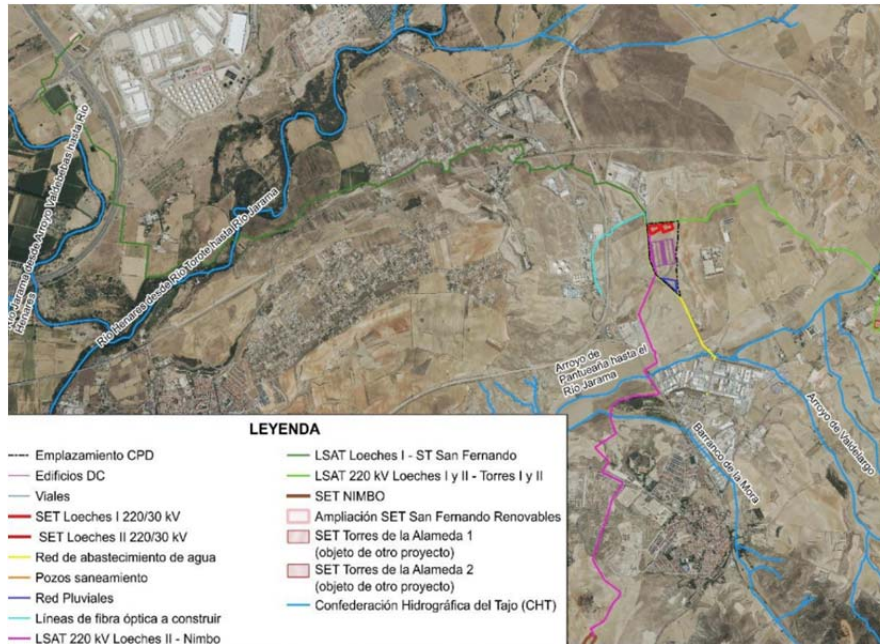 Río Jarama desde Arroyo Valdebebas hasta Río
Henares
Río Henares desde Río Torote hasta Río Jarama
Arroyo de
Pantueña hasta el
Río Jarama
Arroyo de Valdelargo
Barranco de la Mora
LEYENDA
Emplazamiento CPD
Edificios DC
Viales
SET Loeches I 220/30 kV
SET Loeches II 220/30 kV
Red de abastecimiento de agua
Pozos saneamiento
Red Pluviales
Líneas de fibra óptica a construir
LSAT 220 kV Loeches II - Nimbo
LSAT Loeches I - ST San Fernando
LSAT 220 kV Loeches I y II - Torres I y II
SET NIMBO
Ampliación SET San Fernando Renovables
SET Torres de la Alameda 1
(objeto de otro proyecto)
SET Torres de la Alameda 2
(objeto de otro proyecto)
Confederación Hidrográfica del Tajo (CHT)